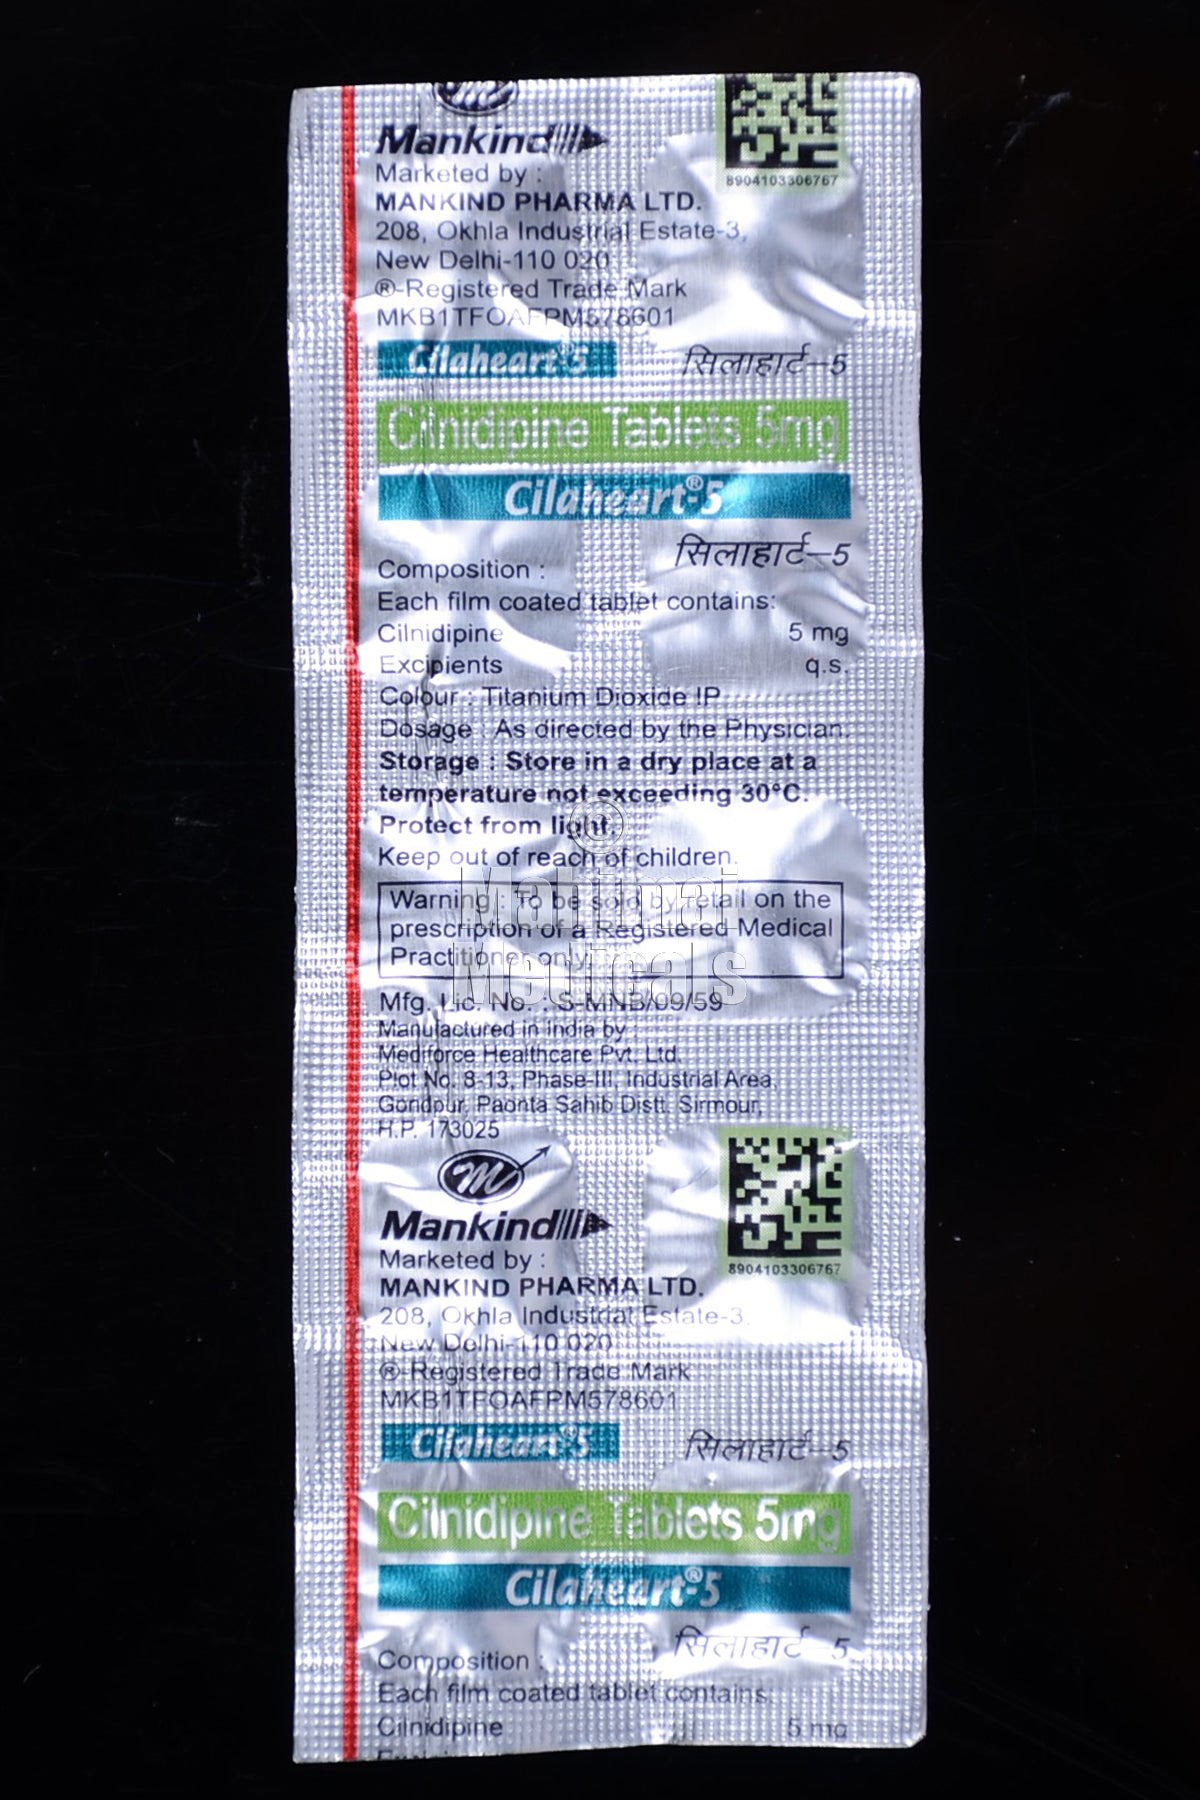 Mankind
Marketed by :
MANKIND PHARMA LTD.
208, Okhla Industrial Estate-3,
New Delhi-110 020
®-Registered Trade Mark
MKB1TFOAFPM578601
8904103306767
Cilaheart®-5 सिलाहार्ट–5
Cilnidipine Tablets 5mg
Cilaheart®-5
सिलाहार्ट–5
Composition :
Each film coated tablet contains:
Cilnidipine 5 mg
Excipients q.s.
Colour : Titanium Dioxide IP
Dosage : As directed by the Physician.
Storage : Store in a dry place at a
temperature not exceeding 30°C.
Protect from light.
Keep out of reach of children.
Warning : To be sold by retail on the
prescription of a Registered Medical
Practitioner only.
©
Mahimai
Medicals
Mfg. Lic. No. : S-MNB/09/59
Manufactured in India by :
Mediforce Healthcare Pvt. Ltd.
Plot No. 8-13, Phase-III, Industrial Area,
Gondpur, Paonta Sahib Distt. Sirmour,
H.P. 173025
M
Mankind
Marketed by :
MANKIND PHARMA LTD.
208, Okhla Industrial Estate-3,
New Delhi-110 020
®-Registered Trade Mark
MKB1TFOAFPM578601
8904103306767
Cilaheart®-5 सिलाहार्ट–5
Cilnidipine Tablets 5mg
Cilaheart®-5
सिलाहार्ट–5
Composition :
Each film coated tablet contains:
Cilnidipine 5 mg